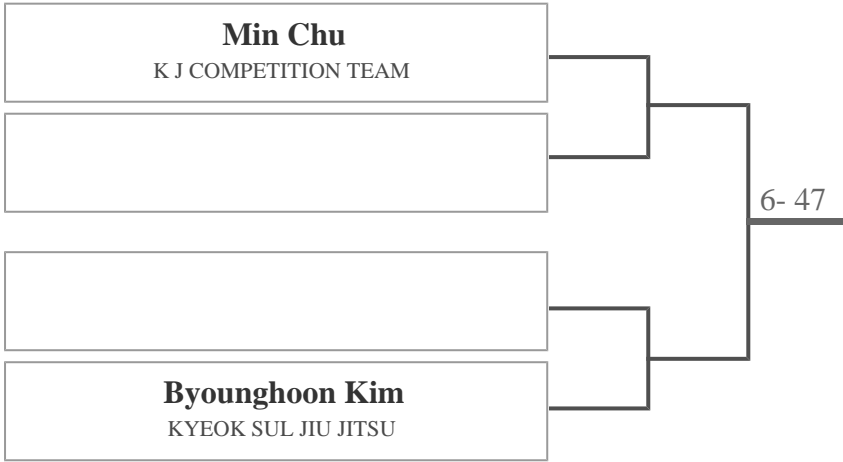 Min Chu
K J COMPETITION TEAM
6- 47
Byounghoon Kim
KYEOK SUL JIU JITSU